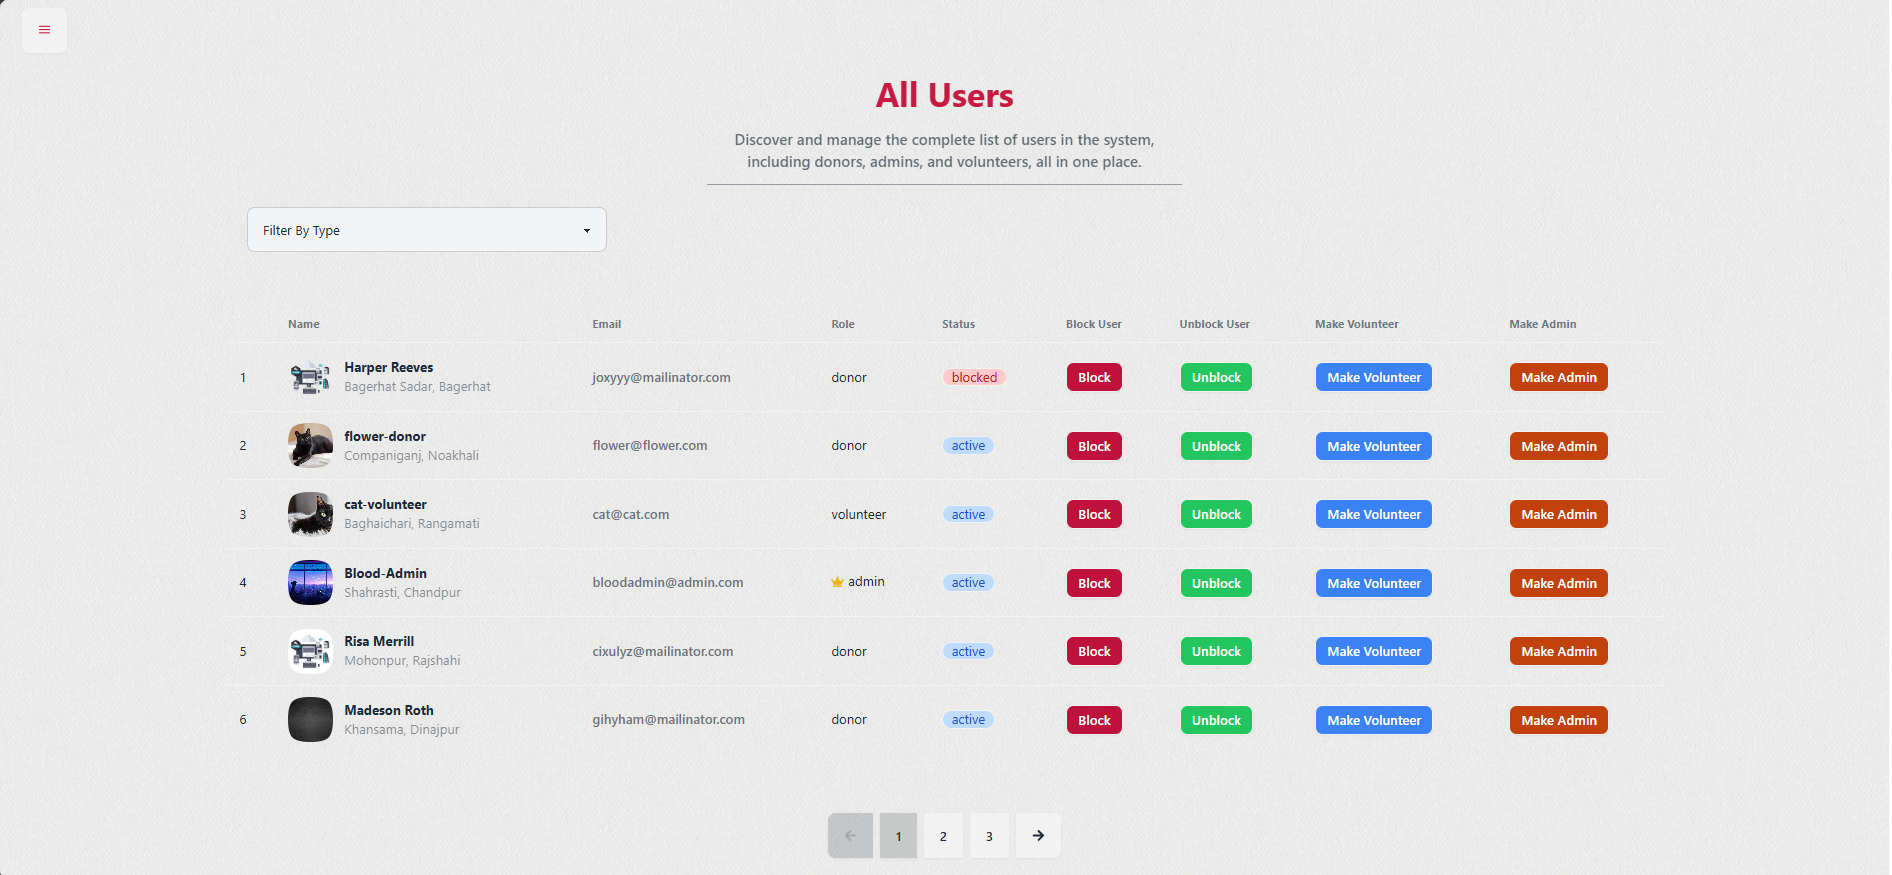 All Users
Discover and manage the complete list of users in the system,
including donors, admins, and volunteers, all in one place.
Filter By Type
Name Email Role Status Block User Unblock User Make Volunteer Make Admin
1 Harper Reeves joxyyy@mailinator.com donor blocked Block Unblock Make Volunteer Make Admin
Bagerhat Sadar, Bagerhat
2 flower-donor flower@flower.com donor active Block Unblock Make Volunteer Make Admin
Companiganj, Noakhali
3 cat-volunteer cat@cat.com volunteer active Block Unblock Make Volunteer Make Admin
Baghaichari, Rangamati
4 Blood-Admin bloodadmin@admin.com admin active Block Unblock Make Volunteer Make Admin
Shahrasti, Chandpur
5 Risa Merrill cixulyz@mailinator.com donor active Block Unblock Make Volunteer Make Admin
Mohonpur, Rajshahi
6 Madeson Roth gihyham@mailinator.com donor active Block Unblock Make Volunteer Make Admin
Khansama, Dinajpur
1 2 3